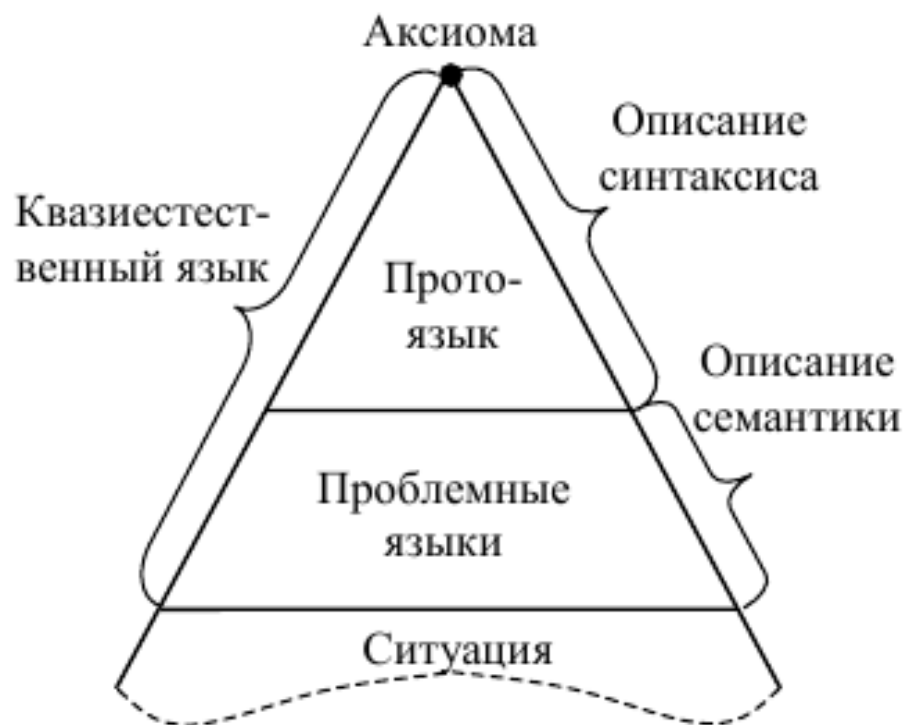 Аксиома
Описание
синтаксиса
Квазиестест-
венный язык
Прото-
язык
Описание
семантики
Проблемные
языки
Ситуация